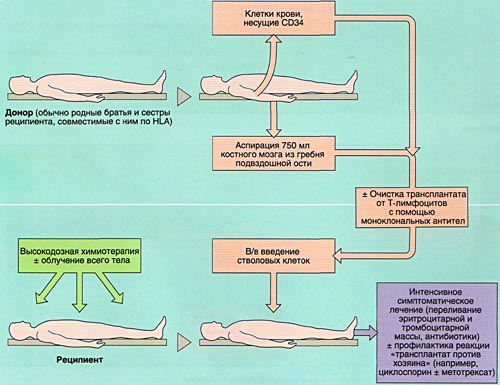 Клетки крови,
несущие CD34
Донор (обычно родные братья и сестры
реципиента, совместимые с ним по HLA)
Аспирация 750 мл
костного мозга из гребня
подвздошной ости
± Очистка трансплантата
от Т-лимфоцитов
с помощью
моноклональных антител
Высокодозная химиотерапия
± облучение всего тела
В/в введение
стволовых клеток
Реципиент
Интенсивное
симптоматическое
лечение (переливание
эритроцитарной и
тромбоцитарной
массы, антибиотики)
± профилактика реакции
«трансплантат против
хозяина» (например,
циклоспорин ± метотрексат)